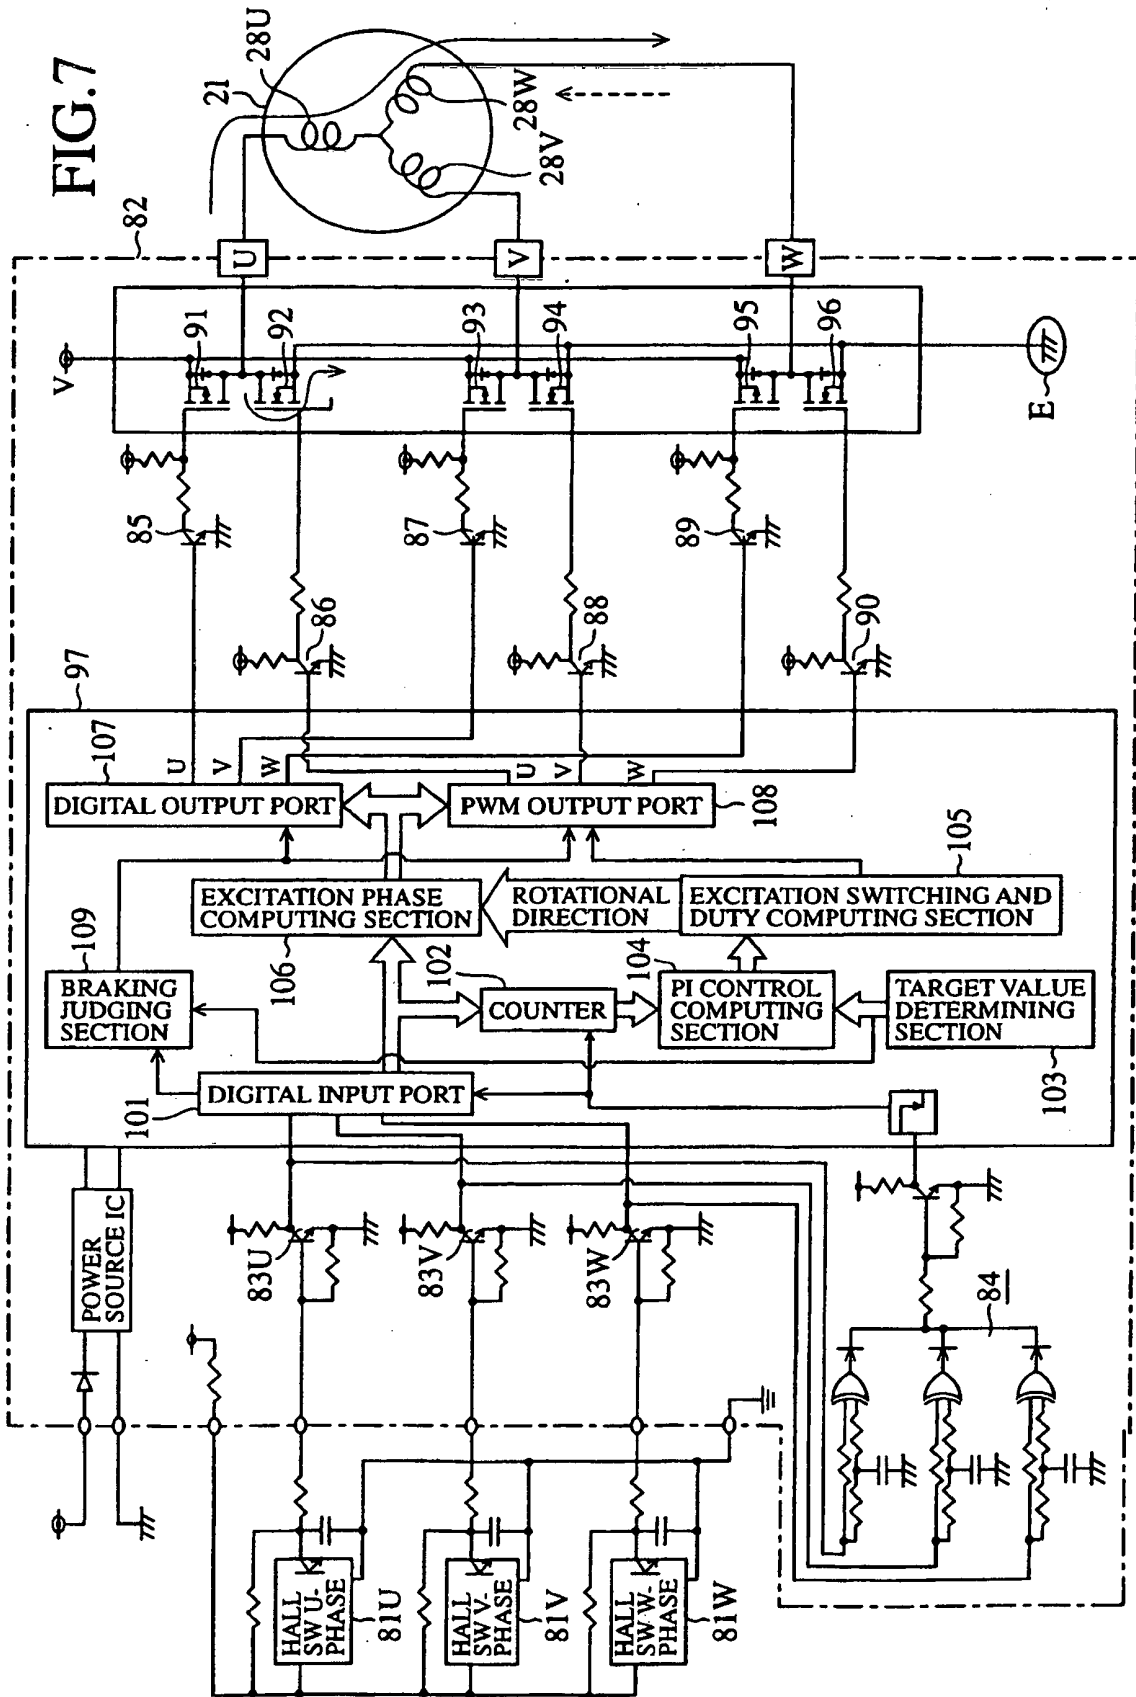 FIG.7
82
21
28U
28V
28W
U
V
W
V
E
91
92
93
94
95
96
85
86
87
88
89
90
97
107
DIGITAL OUTPUT PORT
U
V
W
PWM OUTPUT PORT
108
U
V
W
109
BRAKING
JUDGING
SECTION
EXCITATION PHASE
COMPUTING SECTION
106
ROTATIONAL
DIRECTION
EXCITATION SWITCHING AND
DUTY COMPUTING SECTION
105
102
COUNTER
104
PI CONTROL
COMPUTING
SECTION
TARGET VALUE
DETERMINING
SECTION
103
101
DIGITAL INPUT PORT
POWER
SOURCE IC
83U
83V
83W
84
HALL
SW U-
PHASE
81U
HALL
SW V-
PHASE
81V
HALL
SW W-
PHASE
81W